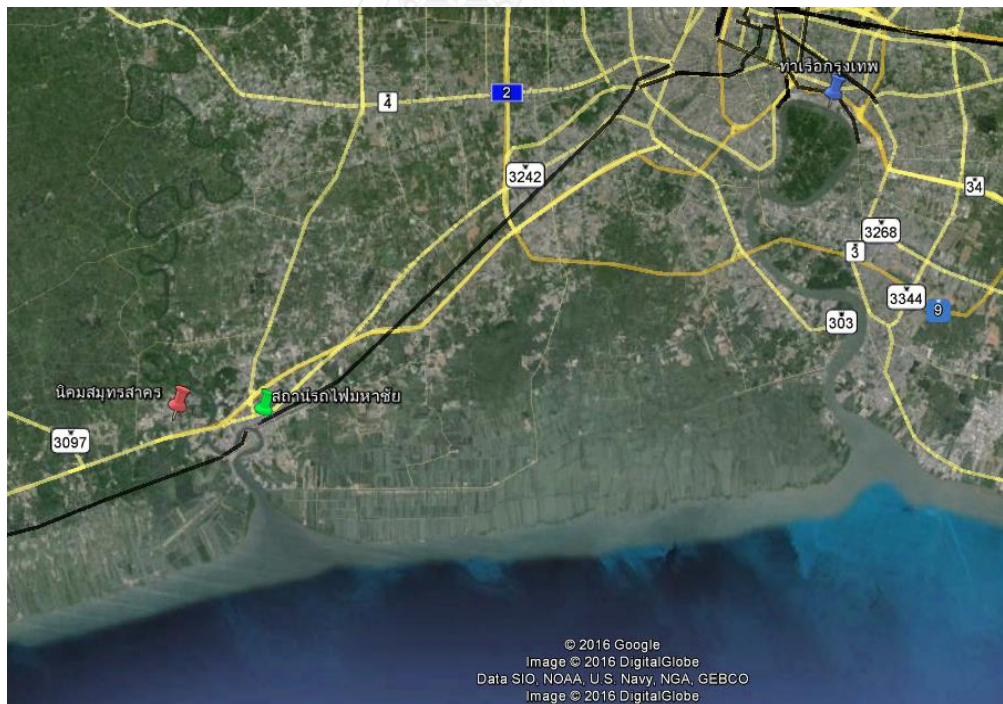 ท่าเรือกรุงเทพ
2
4
3242
34
3268
3
3344
9
303
นิคมสมุทรสาคร
สถานีรถไฟมหาชัย
3097
© 2016 Google
Image © 2016 DigitalGlobe
Data SIO, NOAA, U.S. Navy, NGA, GEBCO
Image © 2016 DigitalGlobe